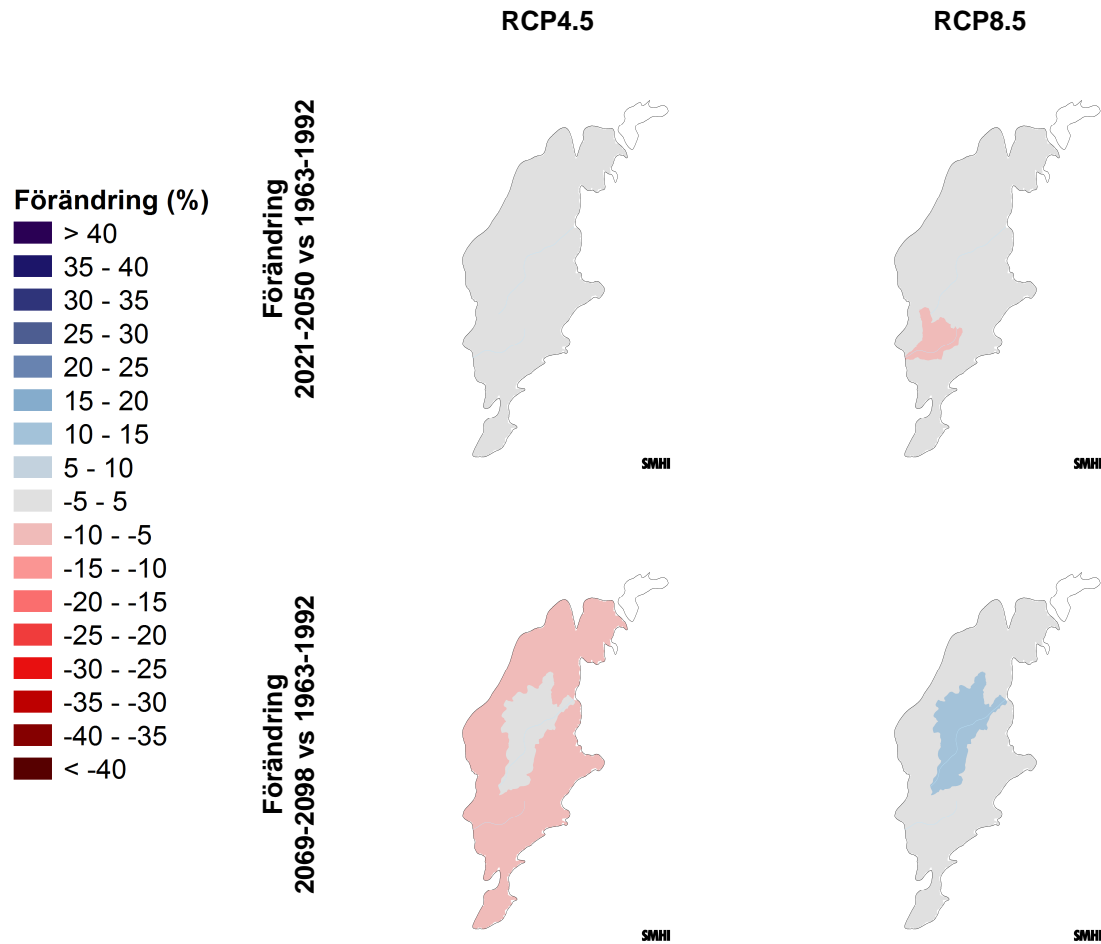 RCP4.5
RCP8.5
Förändring (%)
> 40
35 - 40
30 - 35
25 - 30
20 - 25
15 - 20
10 - 15
5 - 10
-5 - 5
-10 - -5
-15 - -10
-20 - -15
-25 - -20
-30 - -25
-35 - -30
-40 - -35
< -40
Förändring
2021-2050 vs 1963-1992
SMHI
SMHI
Förändring
2069-2098 vs 1963-1992
SMHI
SMHI